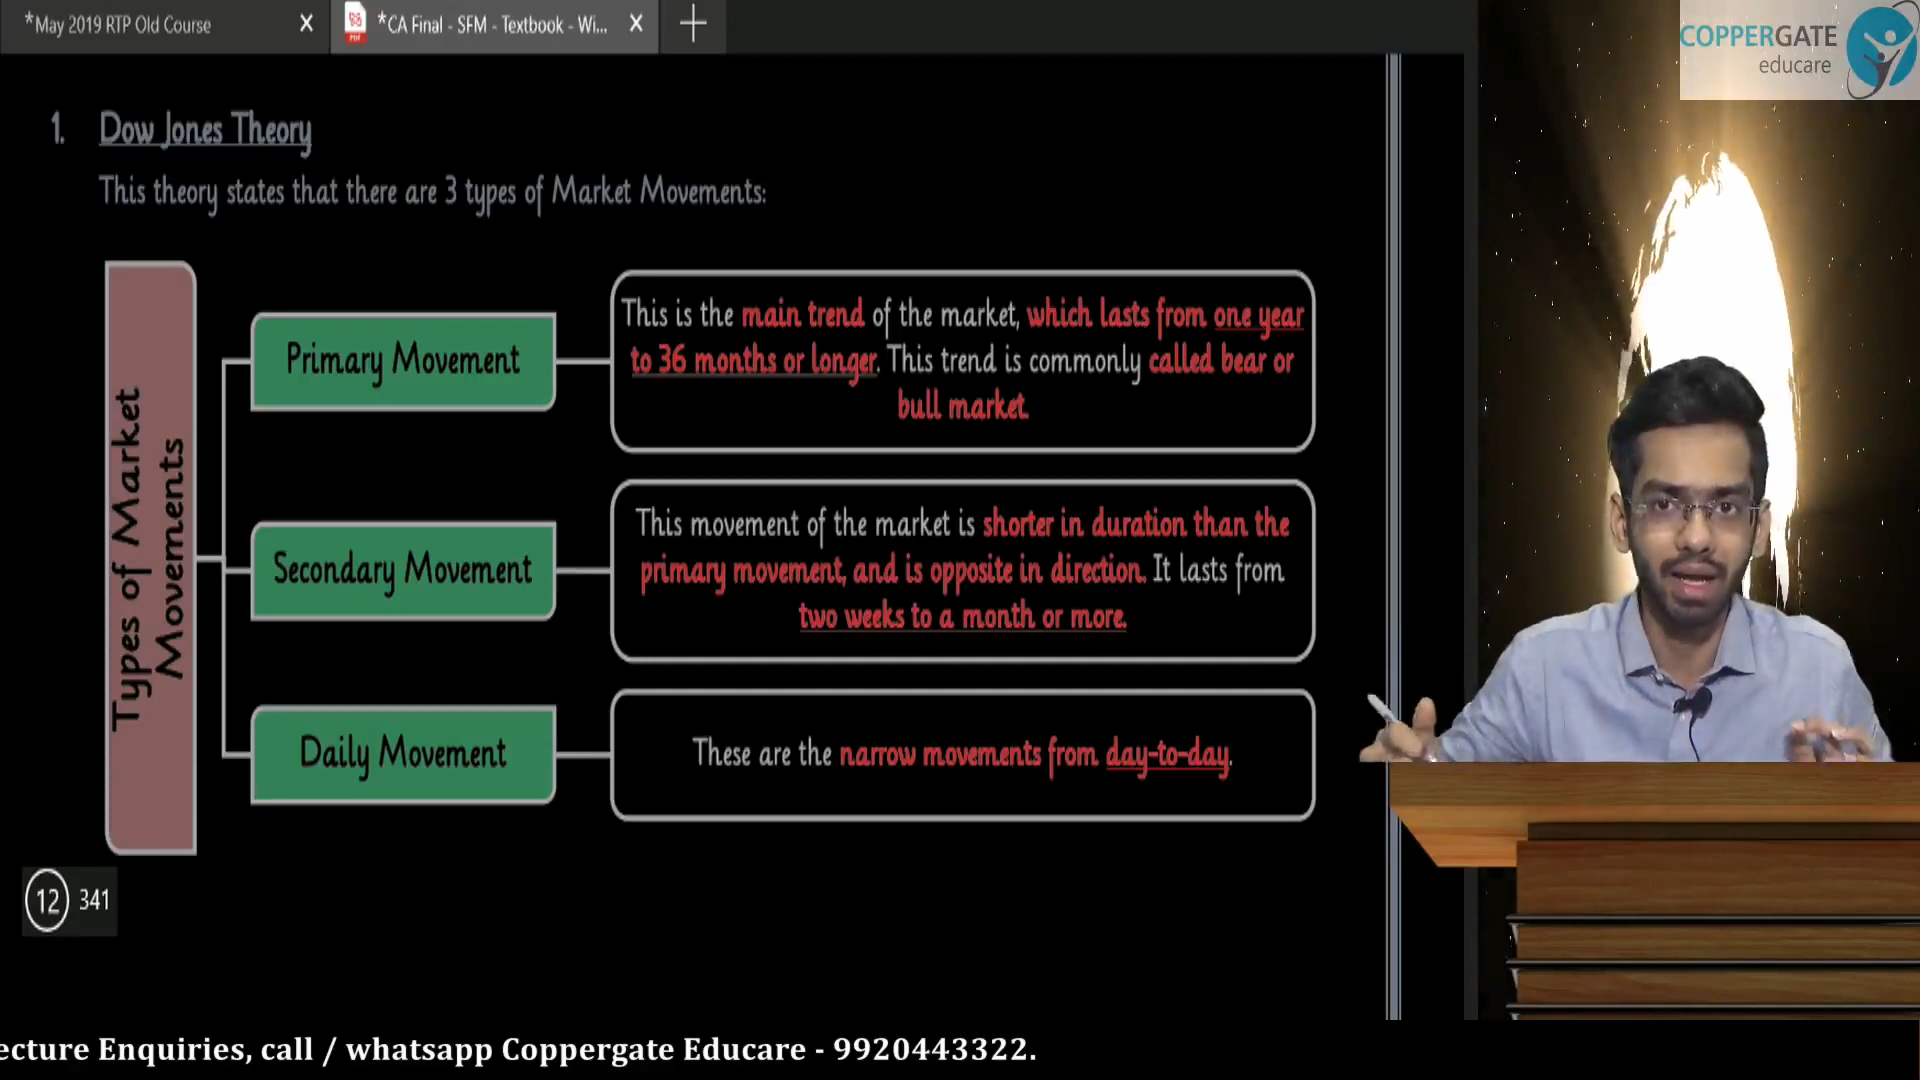 *May 2019 RTP Old Course
*CA Final - SFM - Textbook - Wi...
COPPERGATE
educare
1. Dow Jones Theory
This theory states that there are 3 types of Market Movements:
Types of Market
Movements
Primary Movement
This is the main trend of the market, which lasts from one year
to 36 months or longer. This trend is commonly called bear or
bull market.
Secondary Movement
This movement of the market is shorter in duration than the
primary movement, and is opposite in direction. It lasts from
two weeks to a month or more.
Daily Movement
These are the narrow movements from day-to-day.
12 341
ecture Enquiries, call / whatsapp Coppergate Educare - 9920443322.